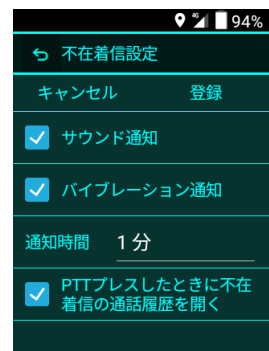 4G 94%
不在着信設定
キャンセル 登録
サウンド通知
バイブレーション通知
通知時間 1分
PTTプレスしたときに不在
着信の通話履歴を開く